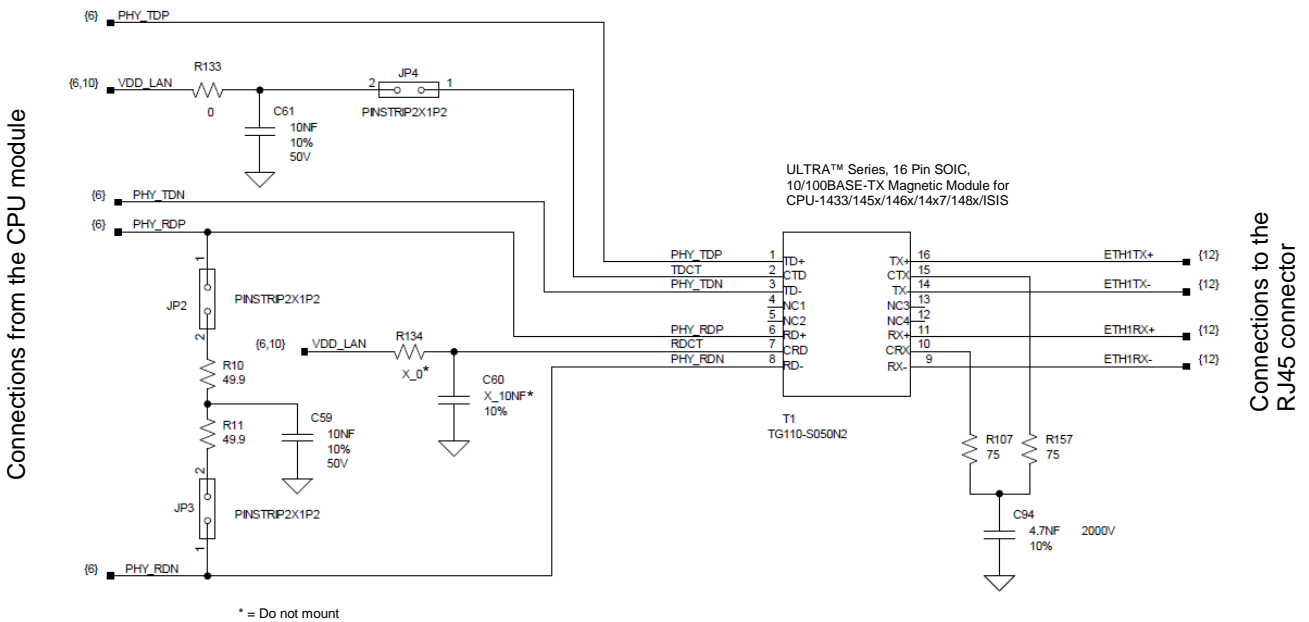 {6} PHY_TDP
{6,10} VDD_LAN
R133
0
C61
10NF
10%
50V
2 JP4 1
PINSTRIP2X1P2
{6} PHY_TDN
{6} PHY_RDP
Connections from the CPU module
1
JP2
PINSTRIP2X1P2
2
R10
49.9
R11
49.9
C59
10NF
10%
50V
2
JP3
PINSTRIP2X1P2
1
{6} PHY_RDN
{6,10} VDD_LAN
R134
X_0*
C60
X_10NF*
10%
ULTRA™ Series, 16 Pin SOIC,
10/100BASE-TX Magnetic Module for
CPU-1433/145x/146x/14x7/148x/ISIS
PHY_TDP 1 TD+ TX+ 16 ETH1TX+ {12}
TDCT 2 CTD CTX 15
PHY_TDN 3 TD- TX- 14 ETH1TX- {12}
4 NC1 NC3 13
5 NC2 NC4 12
PHY_RDP 6 RD+ RX+ 11 ETH1RX+ {12}
RDCT 7 CRD CRX 10
PHY_RDN 8 RD- RX- 9 ETH1RX- {12}
T1
TG110-S050N2
R107
75
R157
75
C94
4.7NF 2000V
10%
Connections to the
RJ45 connector
* = Do not mount